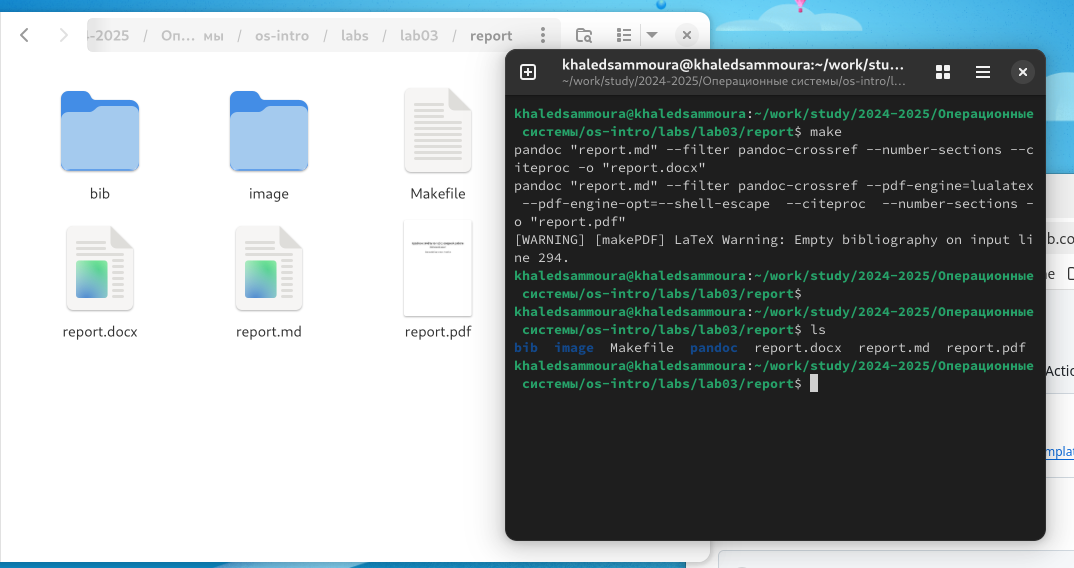 -2025 / Оп... мы / os-intro / labs / lab03 / report
bib
image
Makefile
report.docx
report.md
report.pdf
khaledsammoura@khaledsammoura:~/work/stu...
~/work/study/2024-2025/Операционные системы/os-intro/l...
khaledsammoura@khaledsammoura:~/work/study/2024-2025/Операционные
системы/os-intro/labs/lab03/report$ make
pandoc "report.md" --filter pandoc-crossref --number-sections --c
iteproc -o "report.docx"
pandoc "report.md" --filter pandoc-crossref --pdf-engine=lualatex
--pdf-engine-opt=--shell-escape  --citeproc  --number-sections -
o "report.pdf"
[WARNING] [makePDF] LaTeX Warning: Empty bibliography on input li
ne 294.
khaledsammoura@khaledsammoura:~/work/study/2024-2025/Операционные
системы/os-intro/labs/lab03/report$
khaledsammoura@khaledsammoura:~/work/study/2024-2025/Операционные
системы/os-intro/labs/lab03/report$ ls
bib  image  Makefile  pandoc  report.docx  report.md  report.pdf
khaledsammoura@khaledsammoura:~/work/study/2024-2025/Операционные
системы/os-intro/labs/lab03/report$
b.co
Actio
mplat